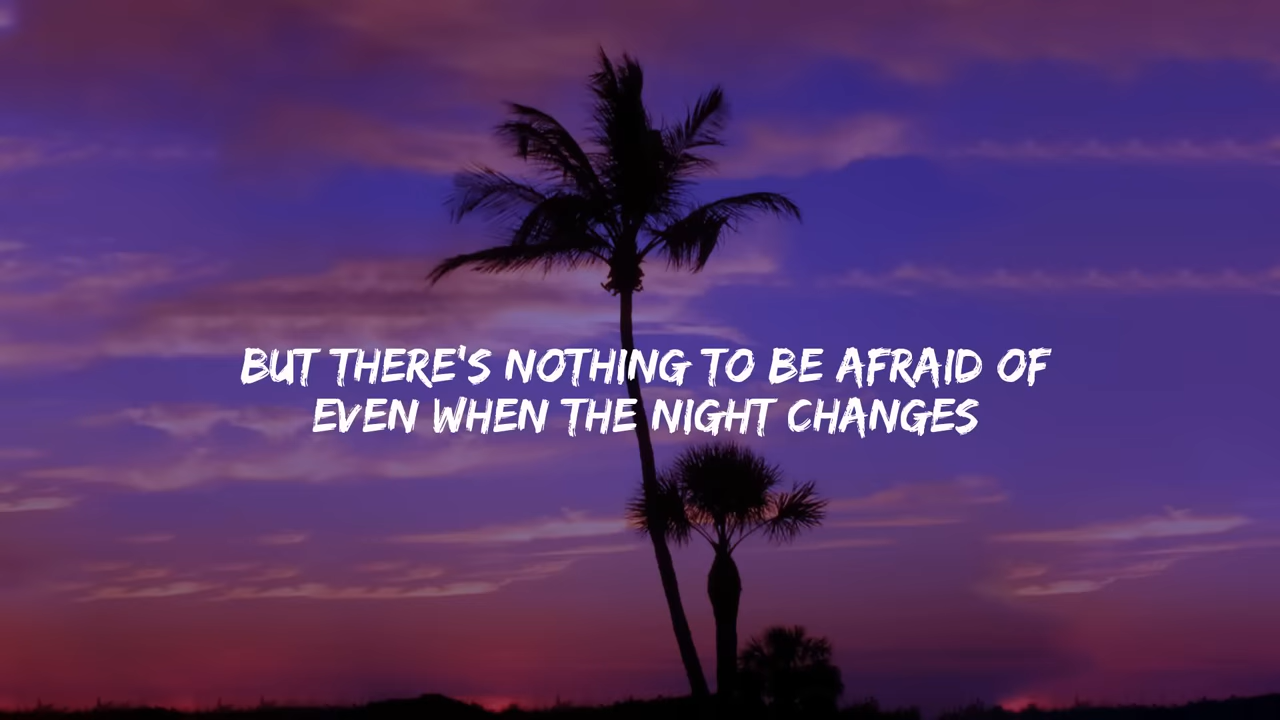 BUT THERE'S NOTHING TO BE AFRAID OF
EVEN WHEN THE NIGHT CHANGES